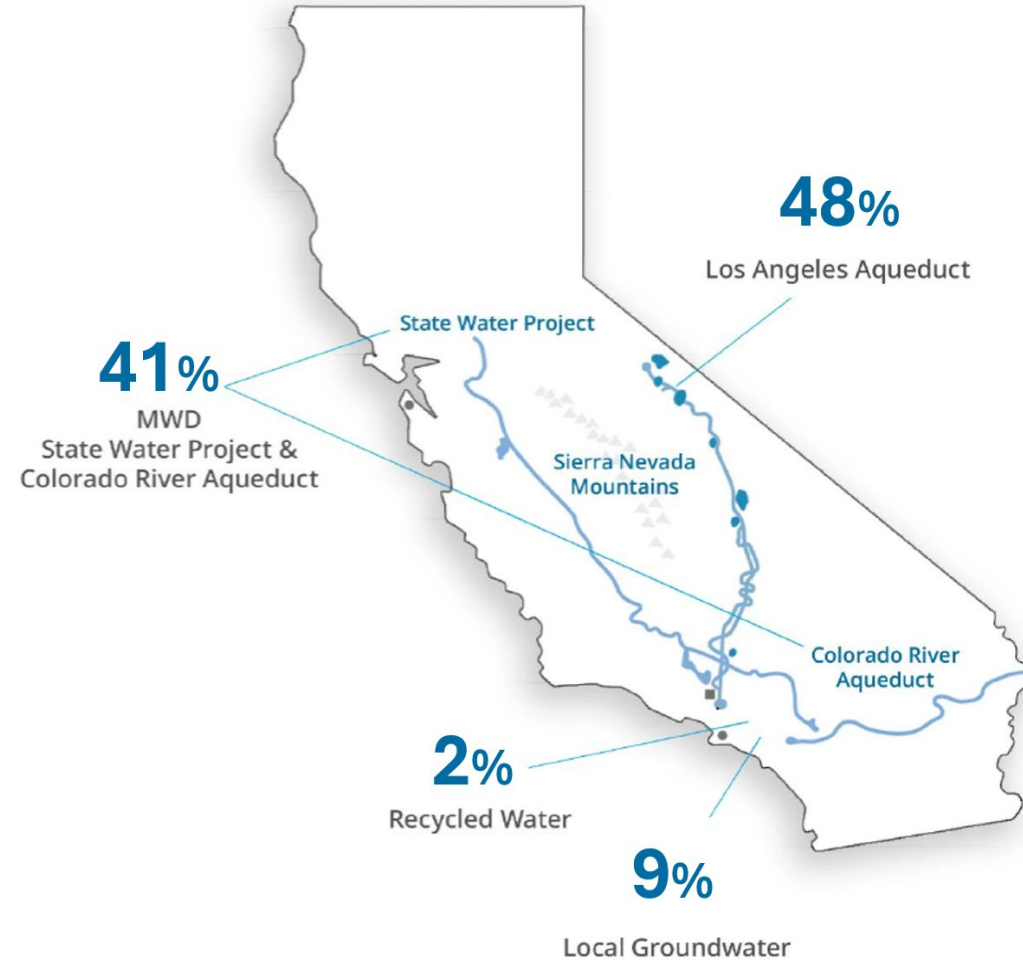 48%
Los Angeles Aqueduct
State Water Project
41%
MWD
State Water Project &
Colorado River Aqueduct
Sierra Nevada
Mountains
Colorado River
Aqueduct
2%
Recycled Water
9%
Local Groundwater